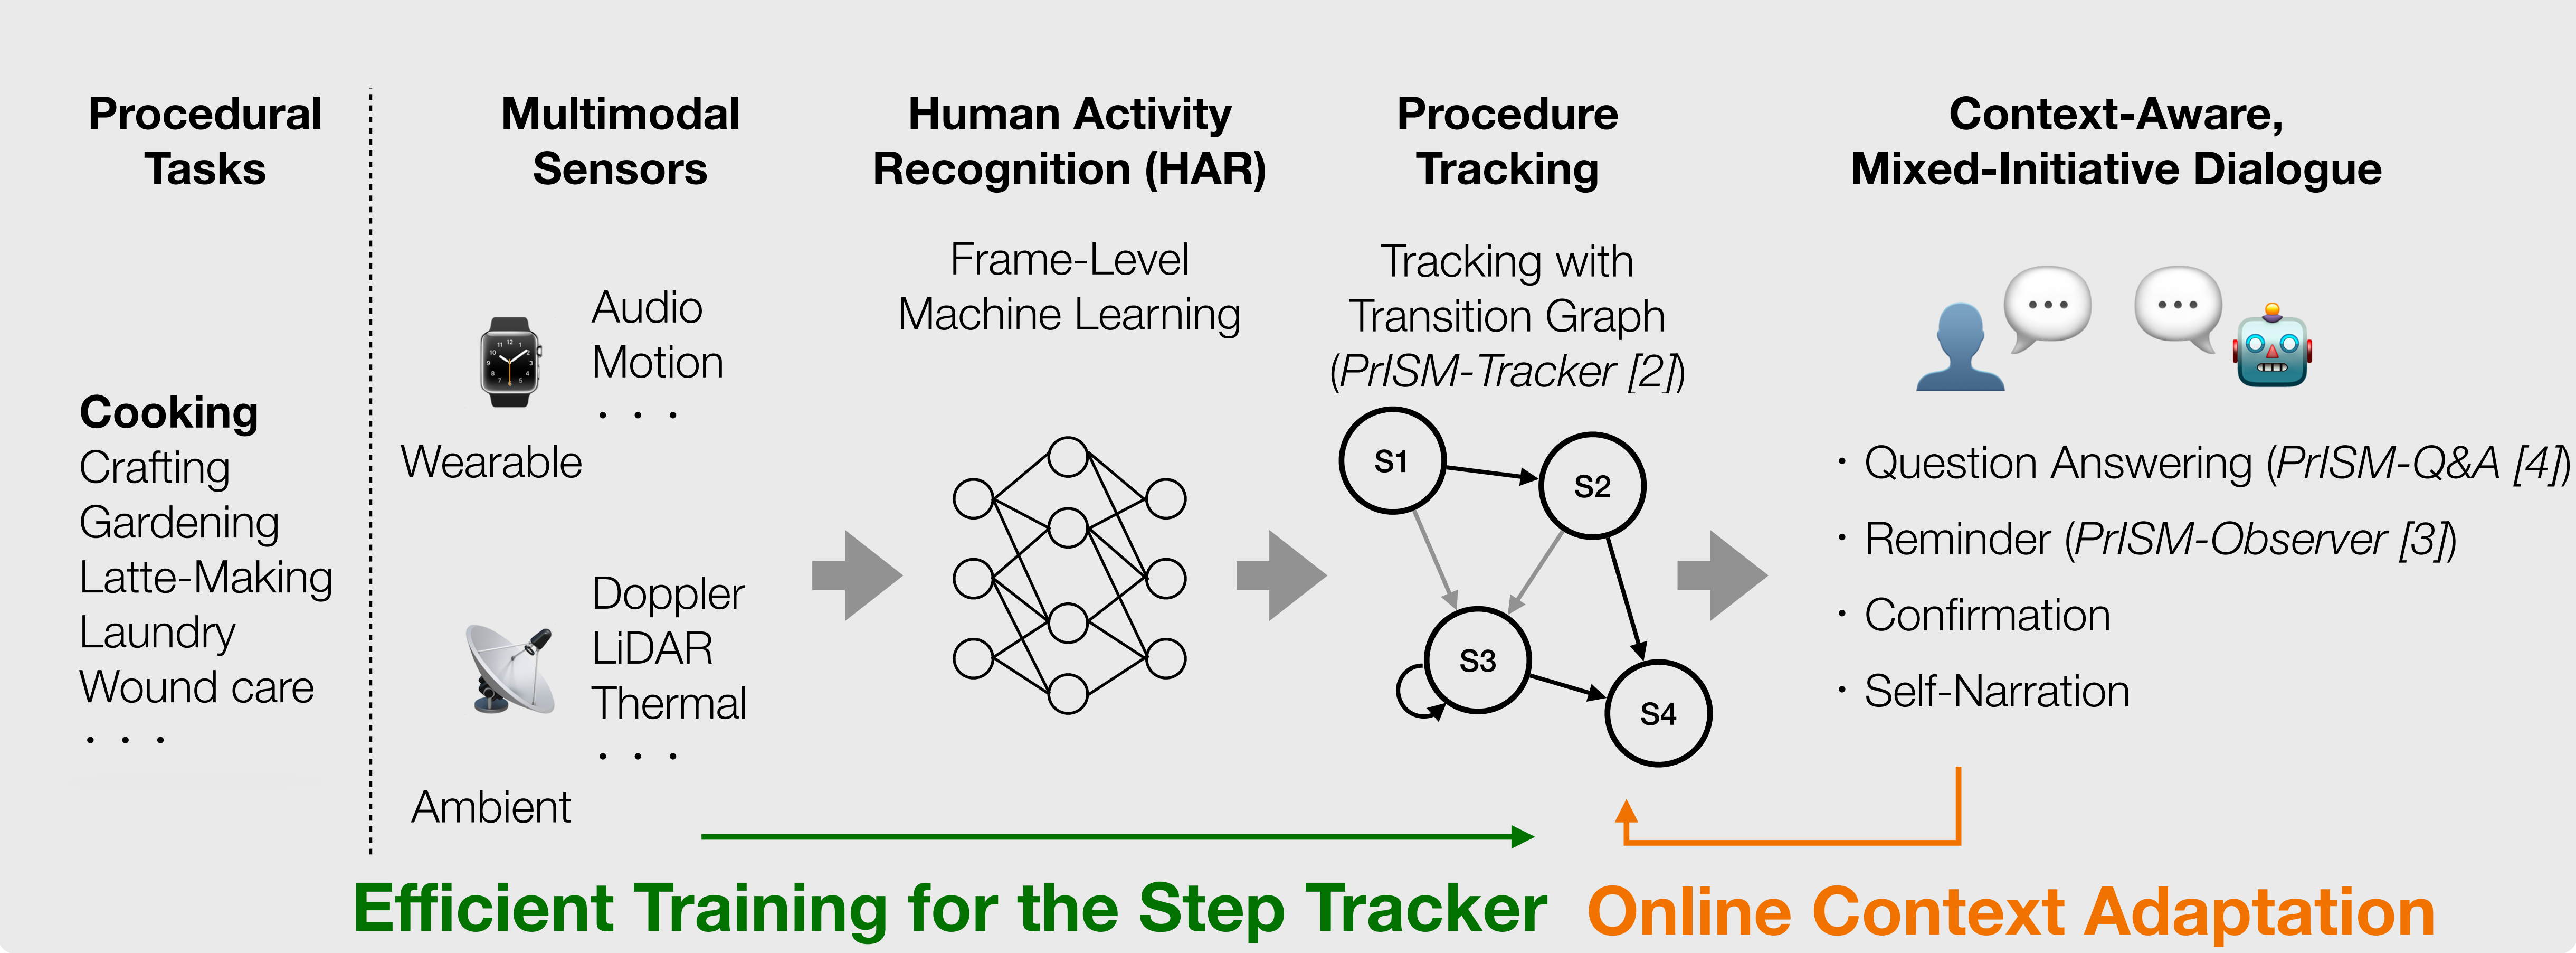 Procedural
Tasks
Cooking
Crafting
Gardening
Latte-Making
Laundry
Wound care
. . .
Multimodal
Sensors
Audio
Motion
. . .
Wearable
Doppler
LiDAR
Thermal
. . .
Ambient
Human Activity
Recognition (HAR)
Frame-Level
Machine Learning
Procedure
Tracking
Tracking with
Transition Graph
(PrISM-Tracker [2])
S1
S2
S3
S4
Context-Aware,
Mixed-Initiative Dialogue
· Question Answering (PrISM-Q&A [4])
· Reminder (PrISM-Observer [3])
· Confirmation
· Self-Narration
Efficient Training for the Step Tracker
Online Context Adaptation